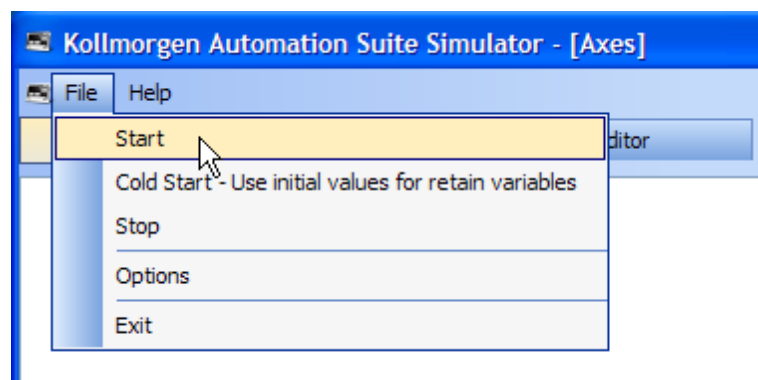 Kollmorgen Automation Suite Simulator - [Axes]
File Help
Start
ditor
Cold Start - Use initial values for retain variables
Stop
Options
Exit